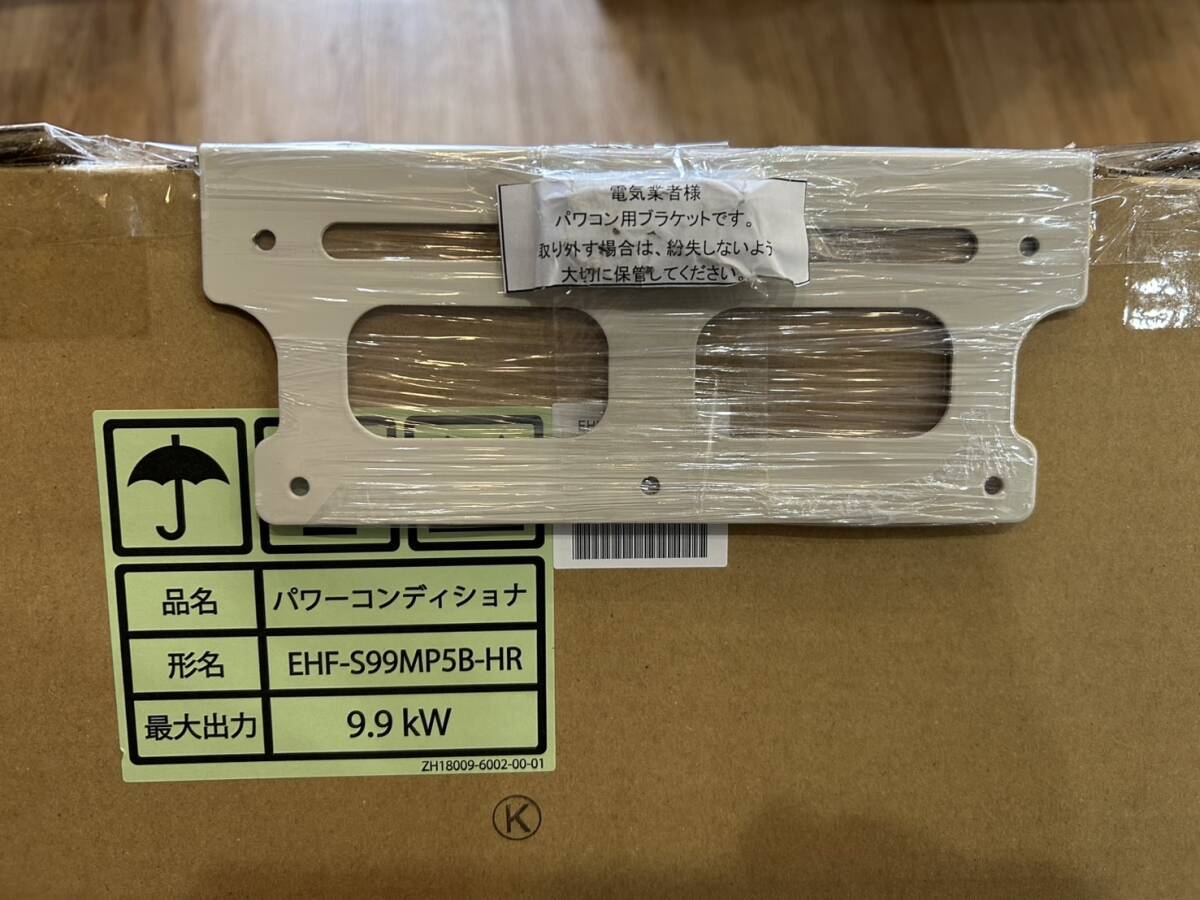 電気業者様
パワコン用ブラケットです。
取り外す場合は、紛失しないよう
大切に保管してください。
EH
品名 パワーコンディショナ
形名 EHF-S99MP5B-HR
最大出力 9.9 kW
ZH18009-6002-00-01
K